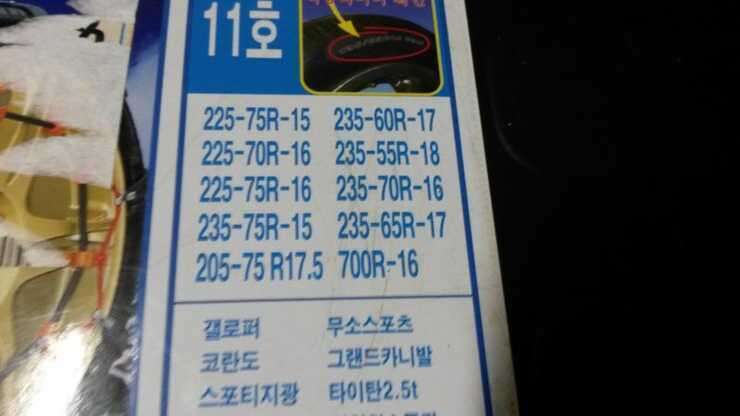 11호
225-75R-15 235-60R-17
225-70R-16 235-55R-18
225-75R-16 235-70R-16
235-75R-15 235-65R-17
205-75 R17.5 700R-16
갤로퍼 무소스포츠
코란도 그랜드카니발
스포티지광 타이탄2.5t